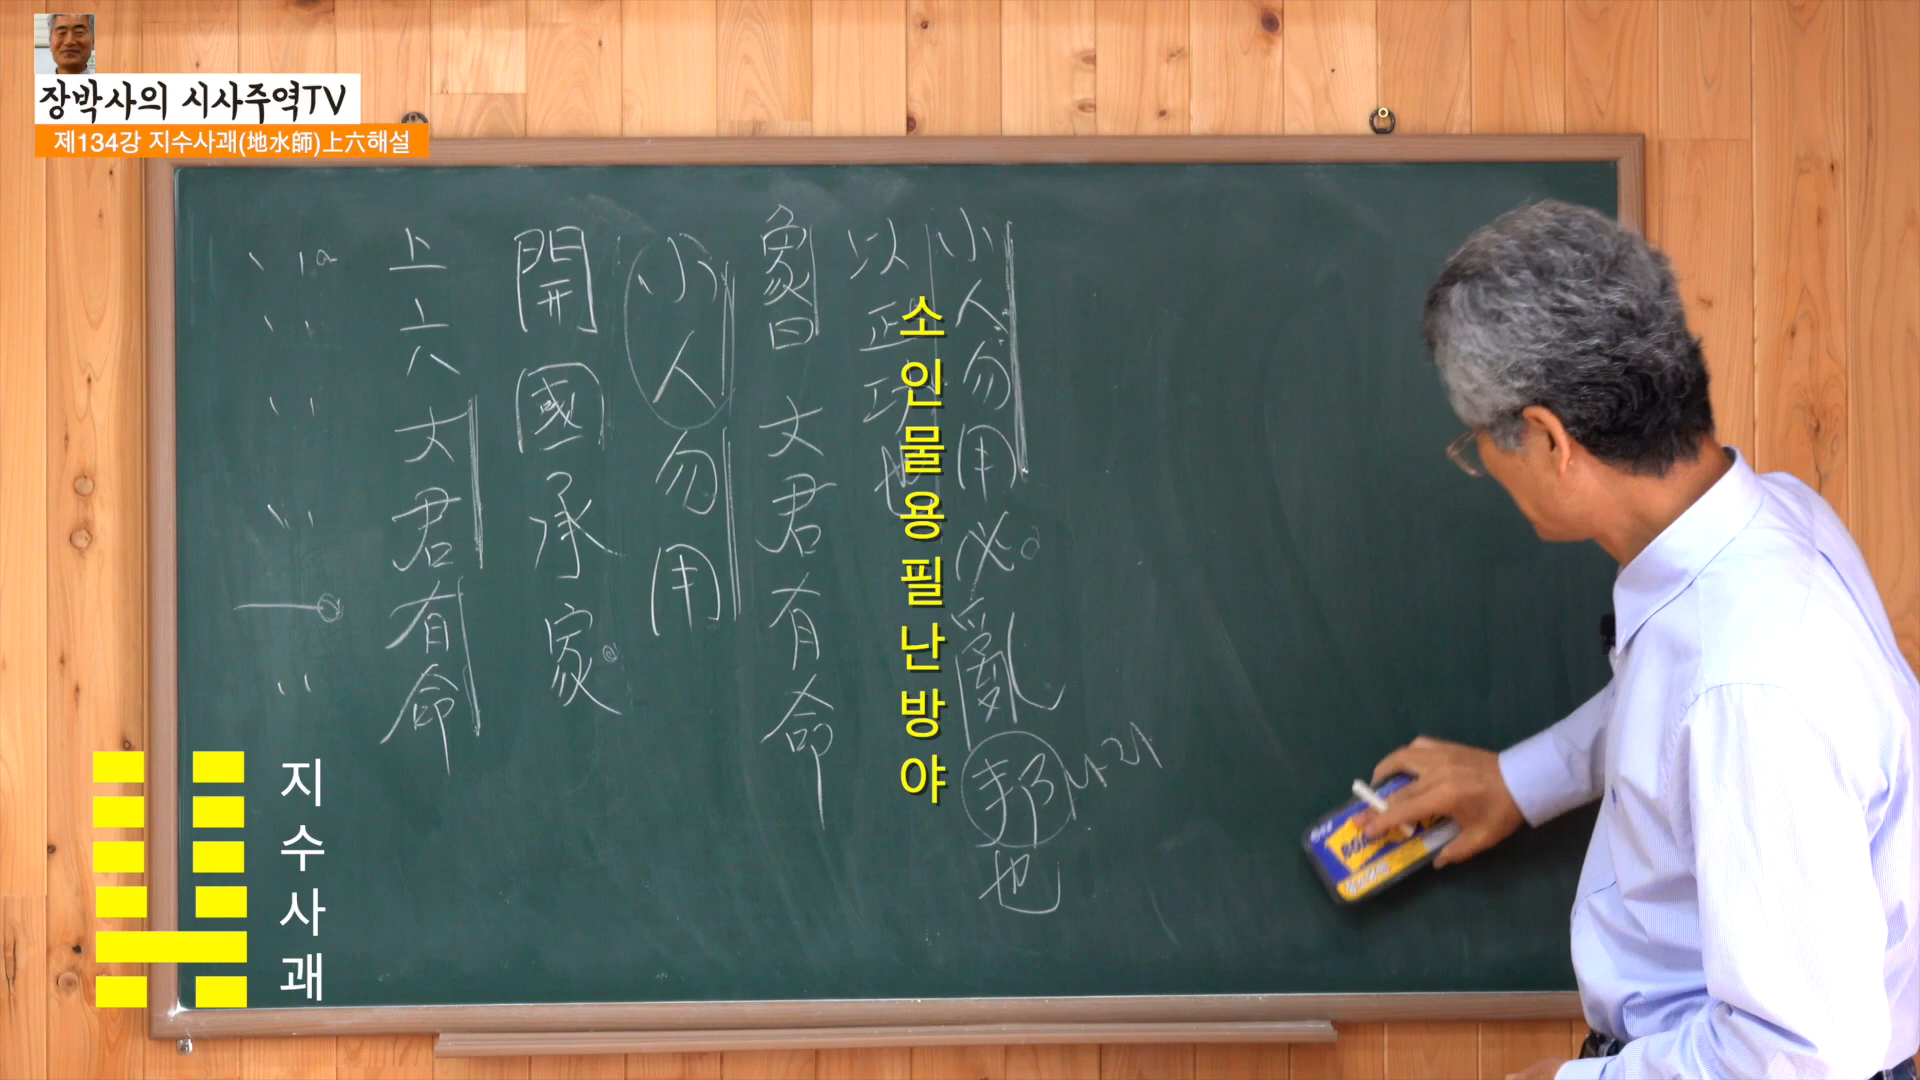 장박사의 시사주역TV
제134강 지수사괘(地水師)上六해설
上六 大君有命
開國承家
小人勿用
象曰 大君有命
以正功也
小人勿用必亂邦也
나라
소인물용필난방야
지수사괘